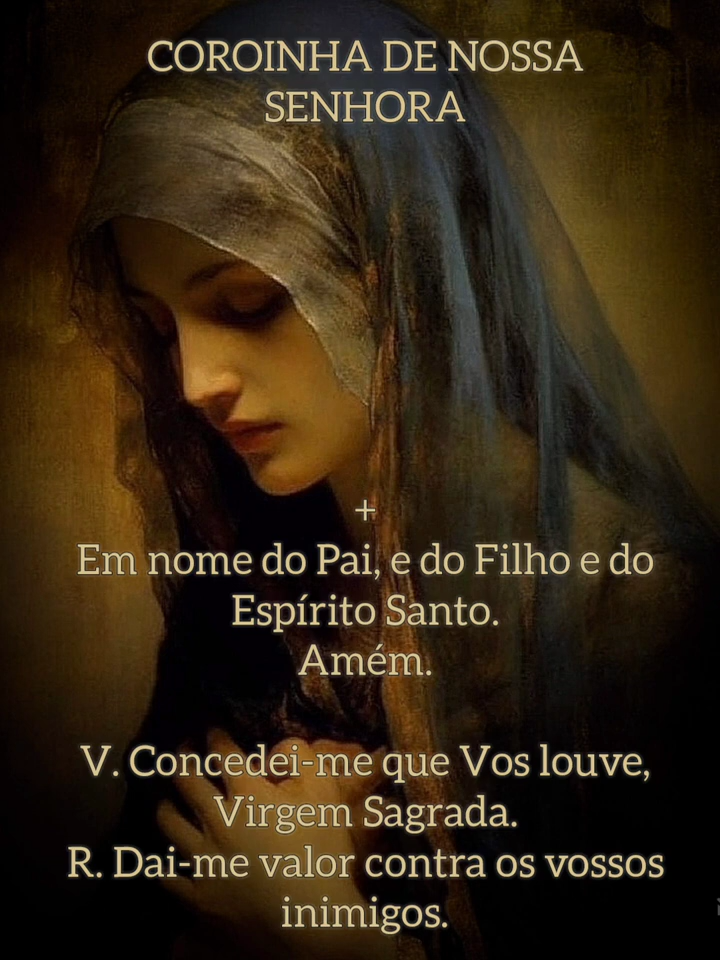 COROINHA DE NOSSA
SENHORA
+
Em nome do Pai, e do Filho e do
Espírito Santo.
Amém.
V. Concedei-me que Vos louve,
Virgem Sagrada.
R. Dai-me valor contra os vossos
inimigos.